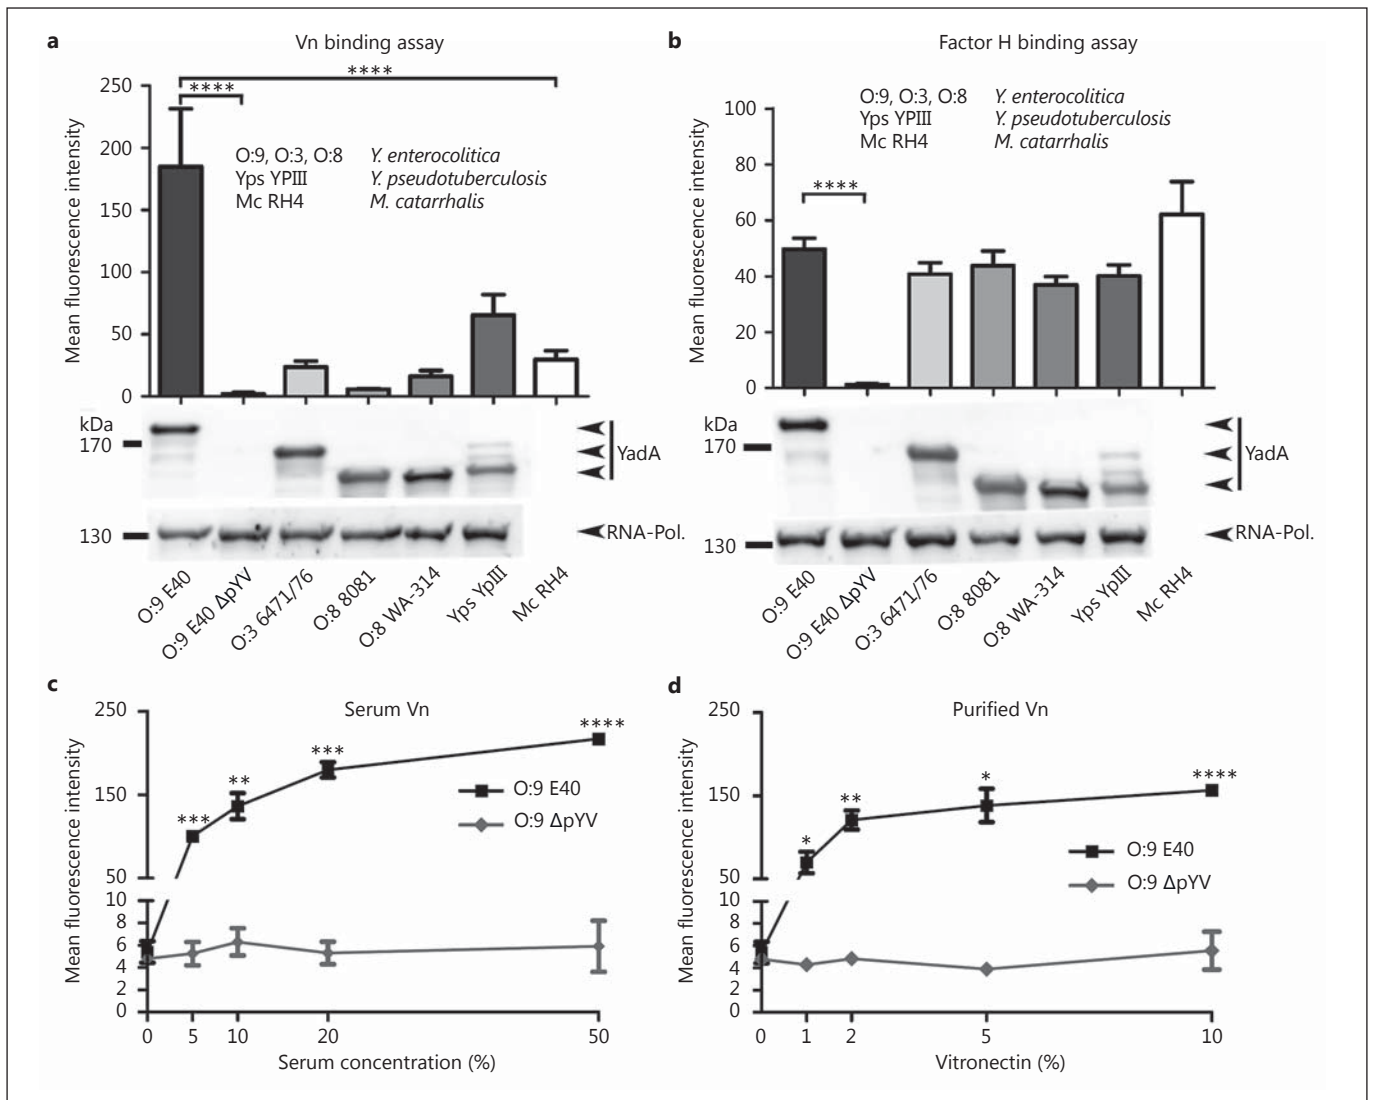 a
Vn binding assay
****
****
250
200
150
100
50
0
Mean fluorescence intensity
O:9, O:3, O:8 Y. enterocolitica
Yps YPIII Y. pseudotuberculosis
Mc RH4 M. catarrhalis
kDa
170
130
YadA
RNA-Pol.
O:9 E40
O:9 E40 ΔpYV
O:3 6471/76
O:8 8081
O:8 WA-314
Yps YpIII
Mc RH4
b
Factor H binding assay
O:9, O:3, O:8 Y. enterocolitica
Yps YPIII Y. pseudotuberculosis
Mc RH4 M. catarrhalis
****
100
80
60
40
20
0
Mean fluorescence intensity
kDa
170
130
YadA
RNA-Pol.
O:9 E40
O:9 E40 ΔpYV
O:3 6471/76
O:8 8081
O:8 WA-314
Yps YpIII
Mc RH4
c
Serum Vn
250
150
50
10
8
6
4
2
0
Mean fluorescence intensity
***
**
***
****
O:9 E40
O:9 ΔpYV
0 5 10 20 50
Serum concentration (%)
d
Purified Vn
250
150
50
10
8
6
4
2
0
Mean fluorescence intensity
*
**
*
****
O:9 E40
O:9 ΔpYV
0 1 2 5 10
Vitronectin (%)